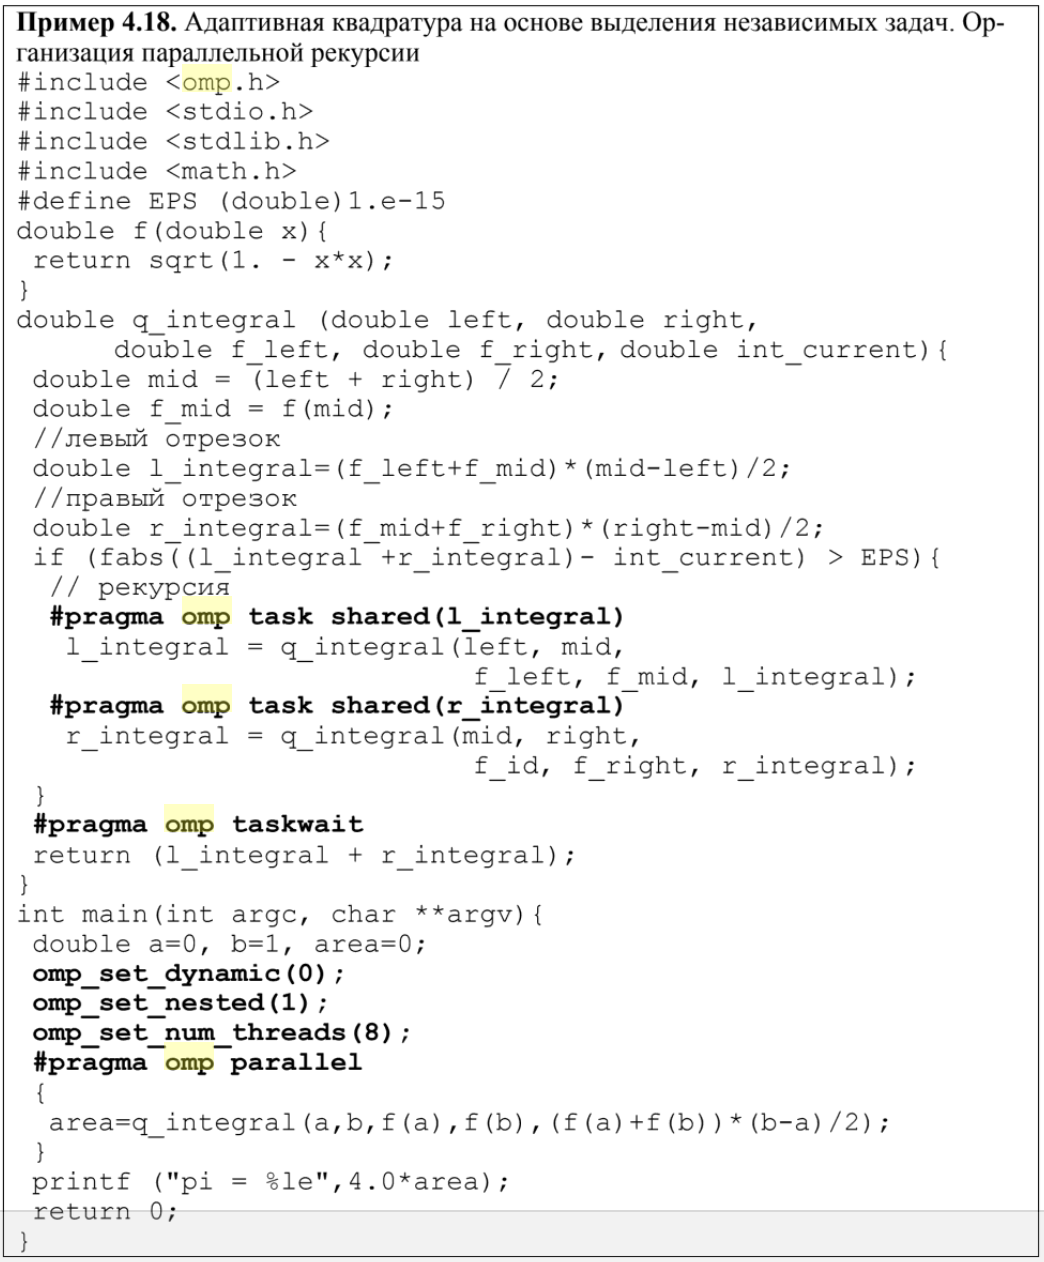 Пример 4.18. Адаптивная квадратура на основе выделения независимых задач. Ор-
ганизация параллельной рекурсии
#include <omp.h>
#include <stdio.h>
#include <stdlib.h>
#include <math.h>
#define EPS (double)1.e-15
double f(double x){
 return sqrt(1. - x*x);
}
double q_integral (double left, double right,
      double f_left, double f_right, double int_current){
 double mid = (left + right) / 2;
 double f_mid = f(mid);
 //левый отрезок
 double l_integral=(f_left+f_mid)*(mid-left)/2;
 //правый отрезок
 double r_integral=(f_mid+f_right)*(right-mid)/2;
 if (fabs((l_integral +r_integral)- int_current) > EPS){
  // рекурсия
  #pragma omp task shared(l_integral)
   l_integral = q_integral(left, mid,
                            f_left, f_mid, l_integral);
  #pragma omp task shared(r_integral)
   r_integral = q_integral(mid, right,
                            f_id, f_right, r_integral);
 }
 #pragma omp taskwait
 return (l_integral + r_integral);
}
int main(int argc, char **argv){
 double a=0, b=1, area=0;
 omp_set_dynamic(0);
 omp_set_nested(1);
 omp_set_num_threads(8);
 #pragma omp parallel
 {
  area=q_integral(a,b,f(a),f(b),(f(a)+f(b))*(b-a)/2);
 }
 printf ("pi = %le",4.0*area);
 return 0;
}